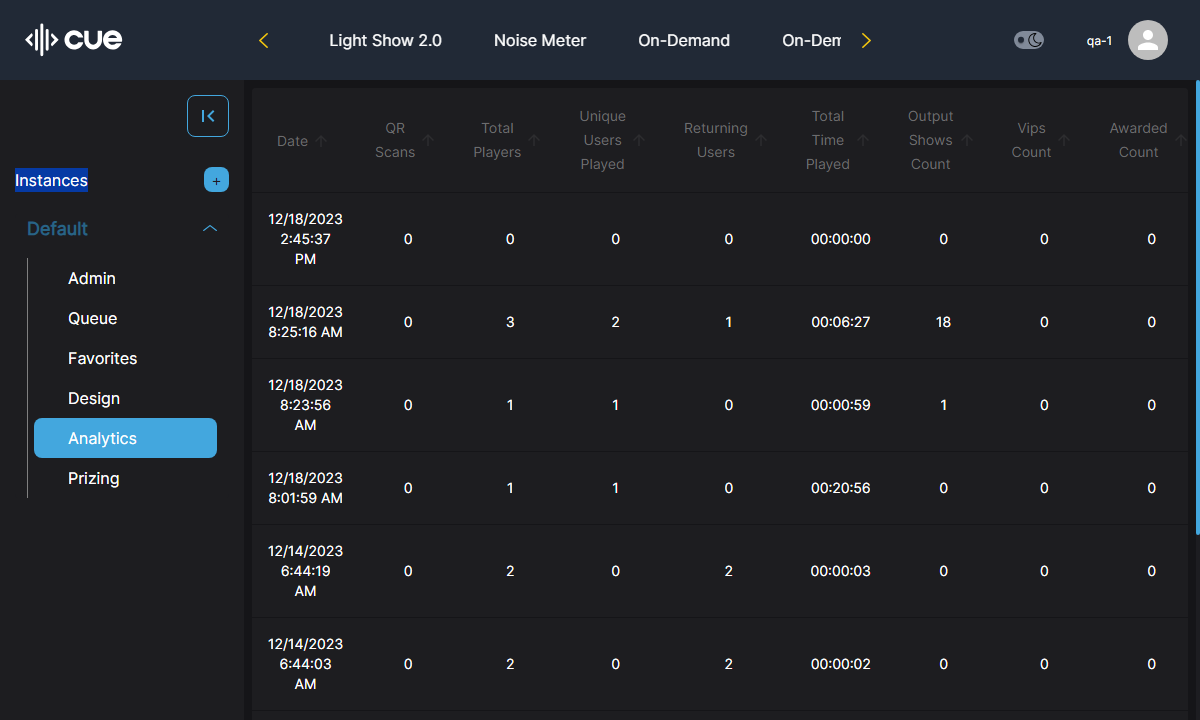 cue
Light Show 2.0 Noise Meter On-Demand On-Dem
qa-1
Instances
+
Default
Admin
Queue
Favorites
Design
Analytics
Prizing
Date
QR
Scans
Total
Players
Unique
Users
Played
Returning
Users
Total
Time
Played
Output
Shows
Count
Vips
Count
Awarded
Count
12/18/2023
2:45:37
PM
0 0 0 0 00:00:00 0 0 0
12/18/2023
8:25:16 AM
0 3 2 1 00:06:27 18 0 0
12/18/2023
8:23:56
AM
0 1 1 0 00:00:59 1 0 0
12/18/2023
8:01:59 AM
0 1 1 0 00:20:56 0 0 0
12/14/2023
6:44:19
AM
0 2 0 2 00:00:03 0 0 0
12/14/2023
6:44:03
AM
0 2 0 2 00:00:02 0 0 0